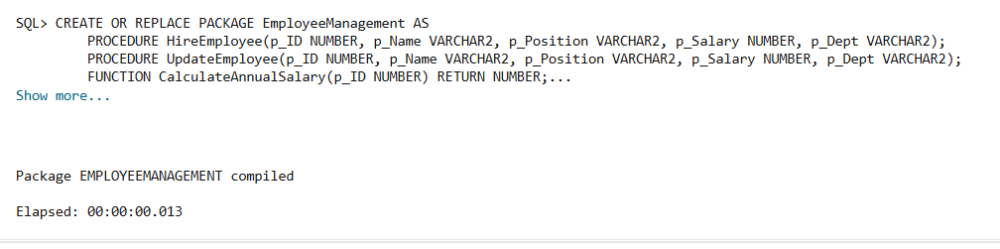 SQL> CREATE OR REPLACE PACKAGE EmployeeManagement AS
PROCEDURE HireEmployee(p_ID NUMBER, p_Name VARCHAR2, p_Position VARCHAR2, p_Salary NUMBER, p_Dept VARCHAR2);
PROCEDURE UpdateEmployee(p_ID NUMBER, p_Name VARCHAR2, p_Position VARCHAR2, p_Salary NUMBER, p_Dept VARCHAR2);
FUNCTION CalculateAnnualSalary(p_ID NUMBER) RETURN NUMBER;...
Show more...
Package EMPLOYEEMANAGEMENT compiled
Elapsed: 00:00:00.013